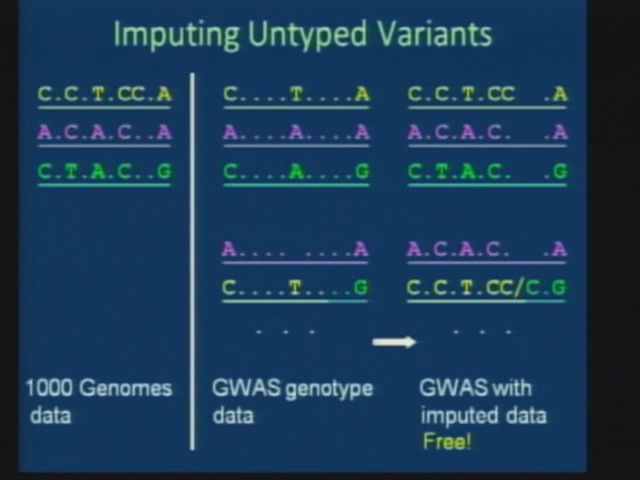 Imputing Untyped Variants
C.C.T.CC.A
A.C.A.C..A
C.T.A.C..G
C....T....A
A....A....A
C....A....G
A.... ....A
C....T....G
. . .
C.C.T.CC .A
A.C.A.C. .A
C.T.A.C. .G
A.C.A.C. .A
C.C.T.CC/C.G
. . .
1000 Genomes
data
GWAS genotype
data
GWAS with
imputed data
Free!